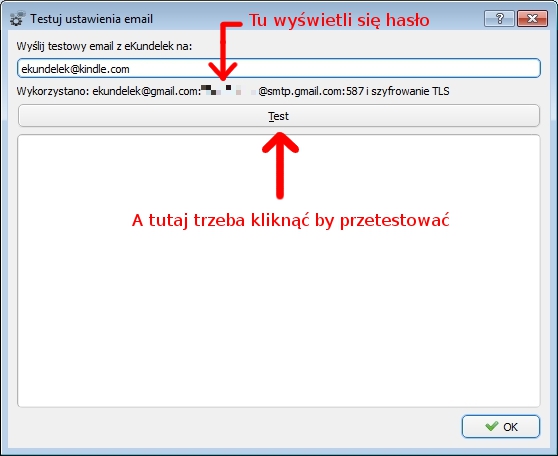 Testuj ustawienia email
Tu wyświetli się hasło
Wyślij testowy email z eKundelek na:
ekundelek@kindle.com
Wykorzystano: ekundelek@gmail.com: @smtp.gmail.com:587 i szyfrowanie TLS
Test
A tutaj trzeba kliknąć by przetestować
OK